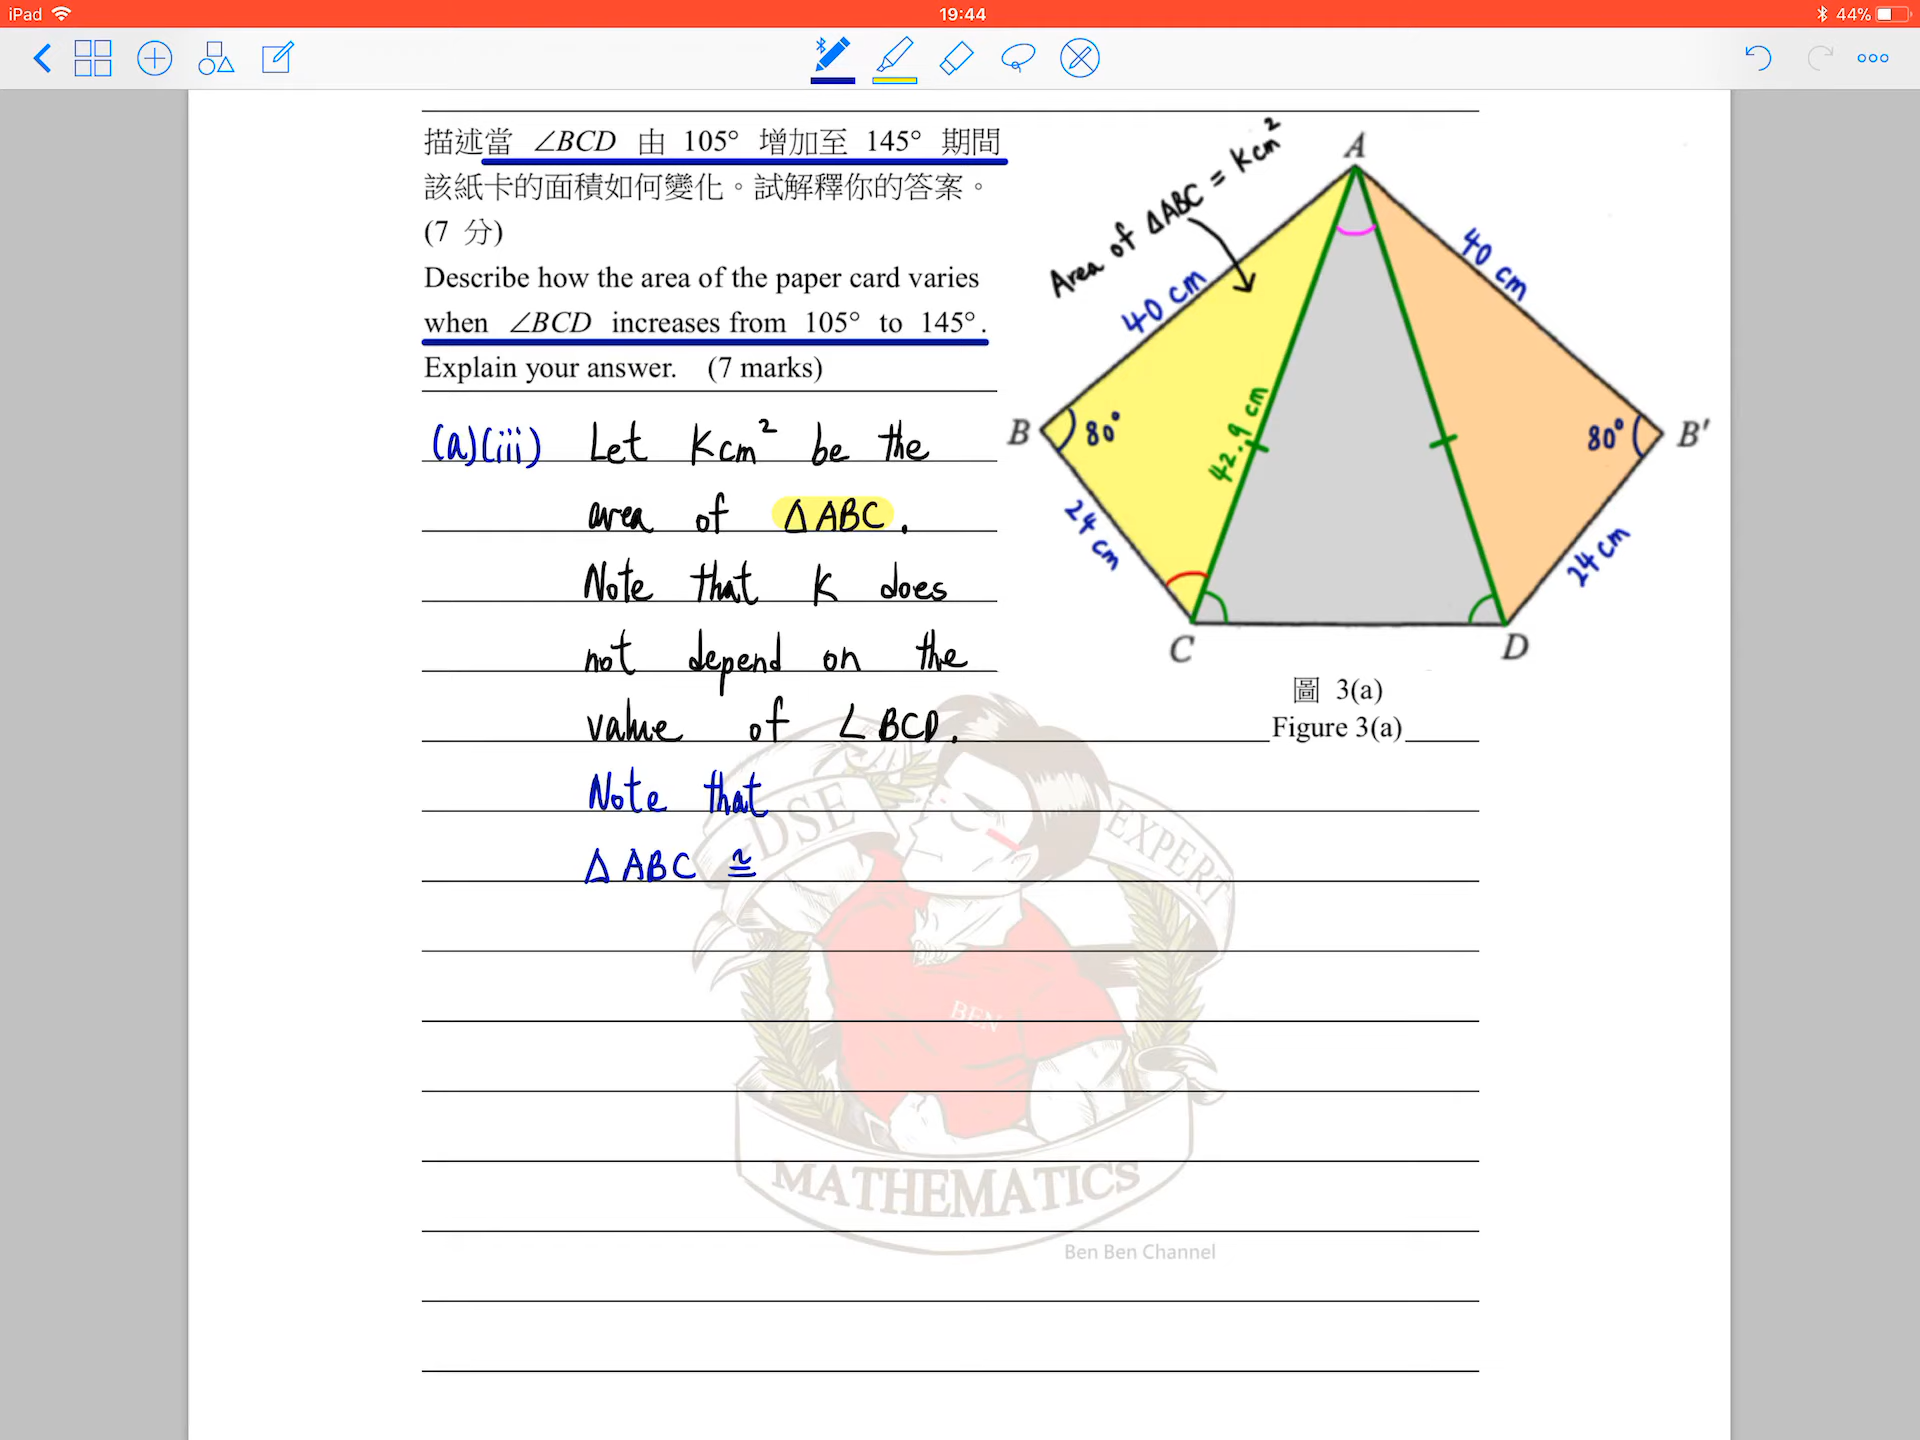 iPad
19:44
44%
描述當 ∠BCD 由 105° 增加至 145° 期間
該紙卡的面積如何變化。試解釋你的答案。
(7 分)
Describe how the area of the paper card varies
when ∠BCD increases from 105° to 145°.
Explain your answer. (7 marks)
(a)(iii) Let K cm² be the
area of ΔABC.
Note that K does
not depend on the
value of ∠BCD.
Note that
ΔABC ≅
Area of ΔABC = K cm²
A
40 cm
40 cm
B
80°
42.9 cm
80°
B'
24 cm
24 cm
C
D
圖 3(a)
Figure 3(a)
DSE
EXPERT
BEN
MATHEMATICS
Ben Ben Channel